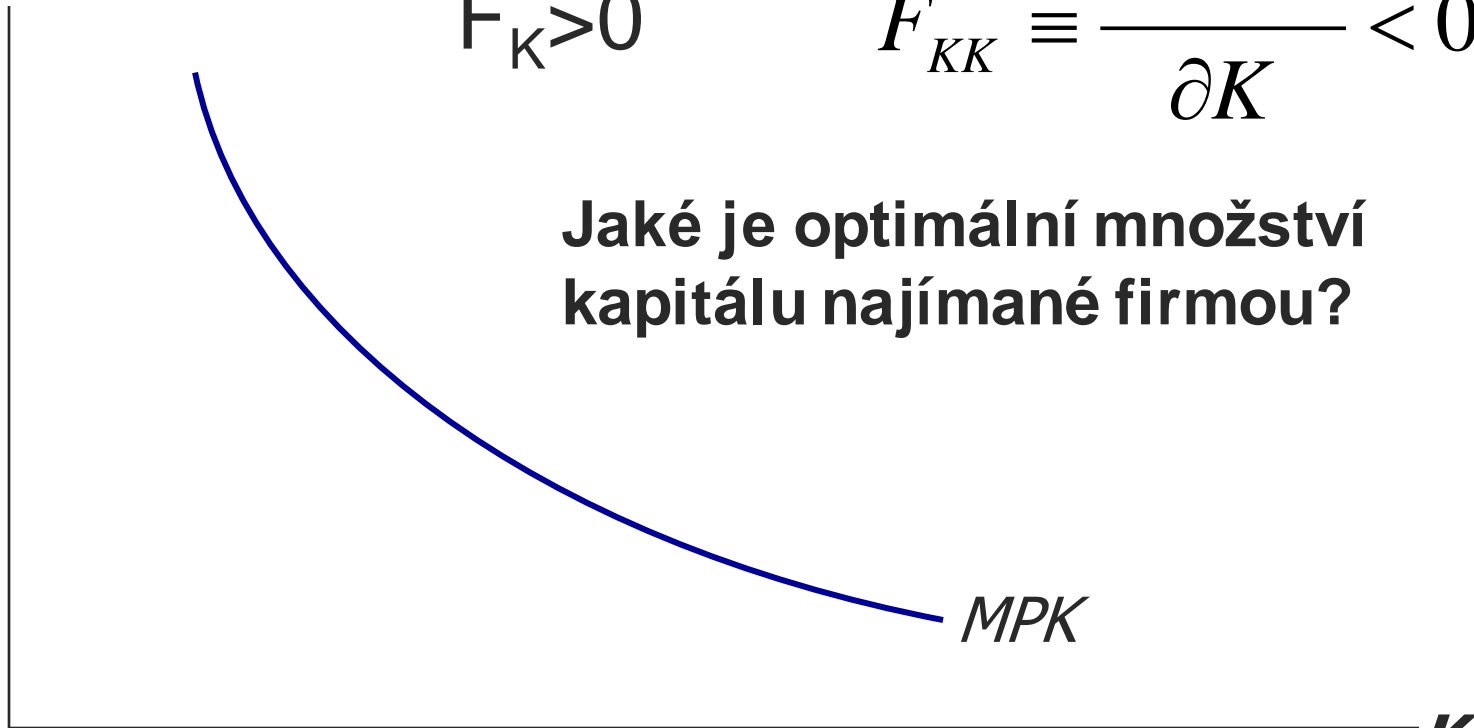 F_K>0
F_KK ≡ ∂K < 0
Jaké je optimální množství
kapitálu najímané firmou?
MPK
K